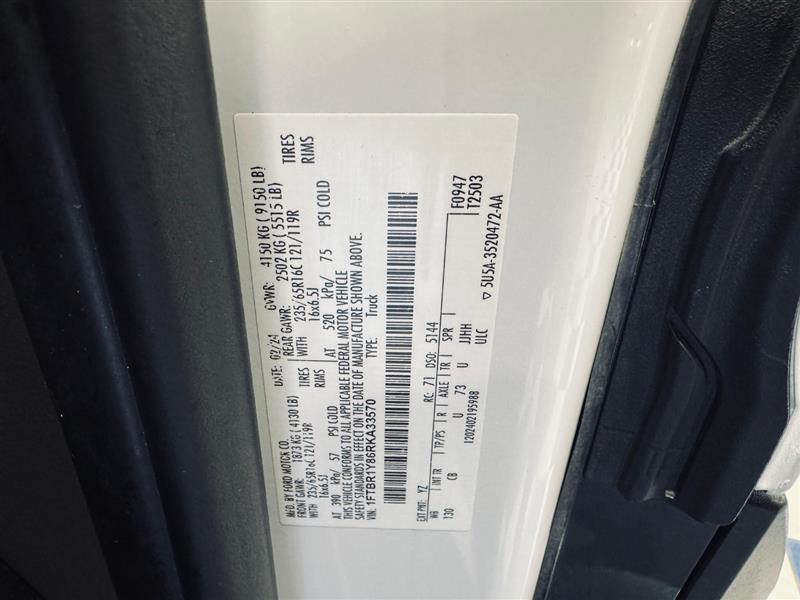 MFD. BY FORD MOTOR CO.
DATE: 02/24 GVWR: 4150 KG ( 9150 LB)
FRONT GAWR: 1873 KG ( 4130 LB) REAR GAWR: 2502 KG ( 5515 LB)
WITH 235/65R16C 121/119R TIRES WITH 235/65R16C 121/119R TIRES
16x6.5J RIMS 16x6.5J RIMS
AT 390 kPa/ 57 PSI COLD AT 520 kPa/ 75 PSI COLD
THIS VEHICLE CONFORMS TO ALL APPLICABLE FEDERAL MOTOR VEHICLE
SAFETY STANDARDS IN EFFECT ON THE DATE OF MANUFACTURE SHOWN ABOVE.
VIN: 1FTBR1Y86RKA33570 TYPE: Truck
F0947
T2503
EXT PNT: YZ RC: 71 DSO: 5144
WB INT TR TP/PS R AXLE TR SPR
130 CB U 73 U JJHH
1202402195988 ULC
▽ 5U5A-3520472-AA